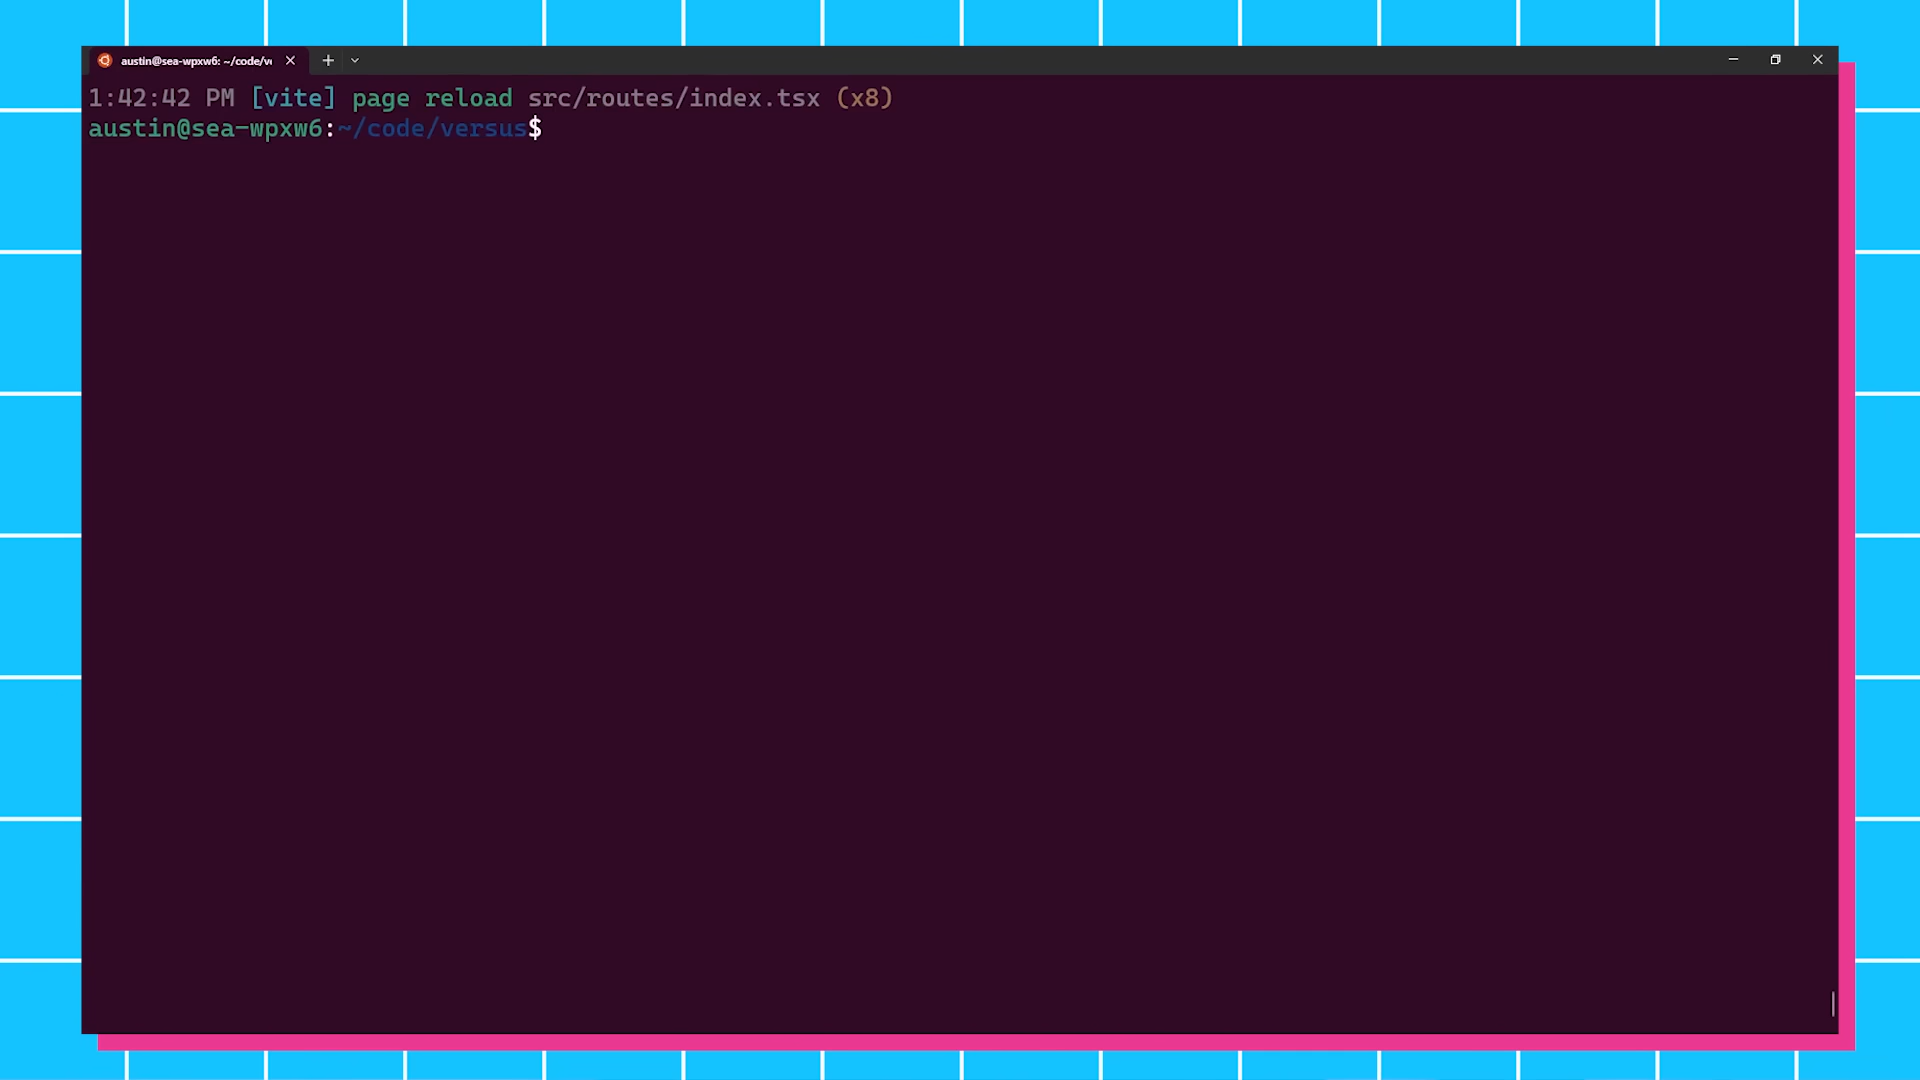 austin@sea-wpxw6: ~/code/ve
1:42:42 PM [vite] page reload src/routes/index.tsx (x8)
austin@sea-wpxw6:~/code/versus$